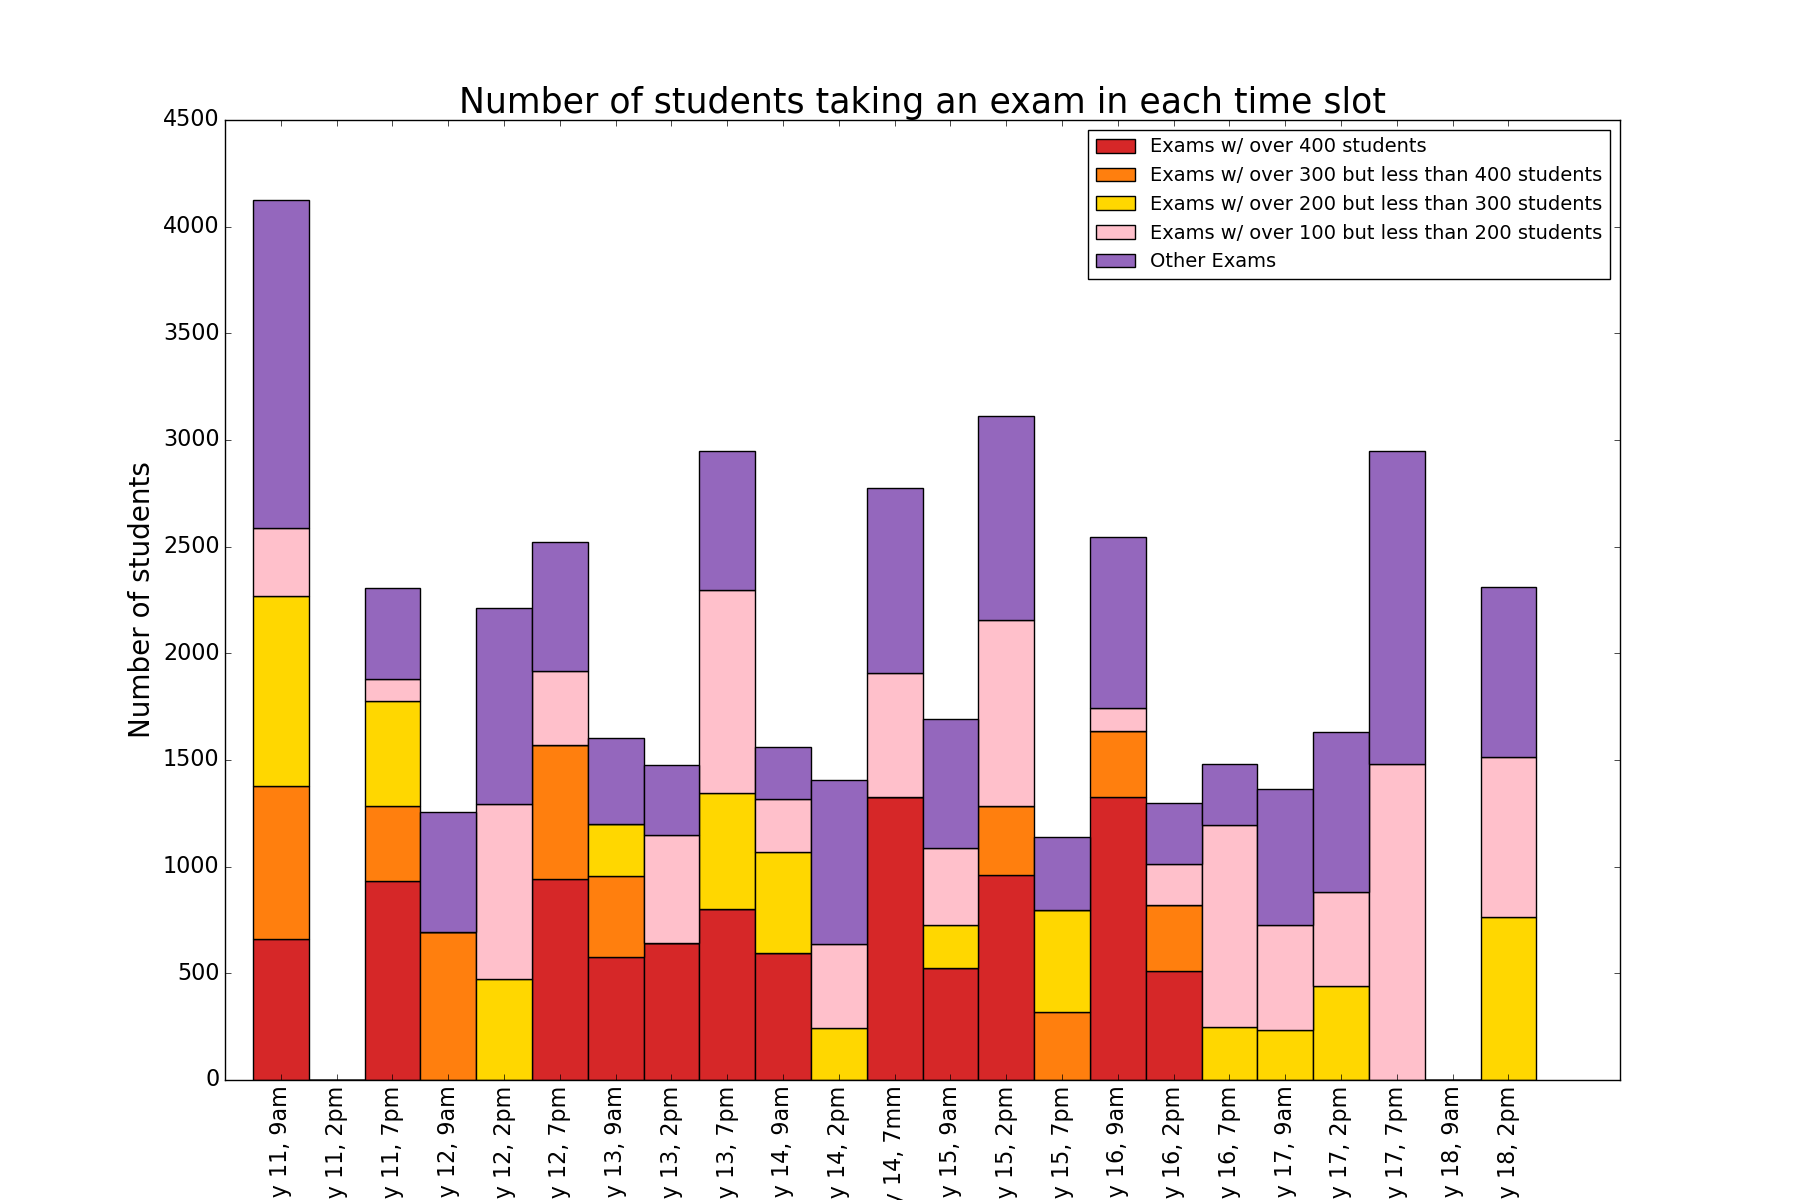 Number of students taking an exam in each time slot
Exams w/ over 400 students
Exams w/ over 300 but less than 400 students
Exams w/ over 200 but less than 300 students
Exams w/ over 100 but less than 200 students
Other Exams
Number of students
4500
4000
3500
3000
2500
2000
1500
1000
500
0
y 11, 9am
y 11, 2pm
y 11, 7pm
y 12, 9am
y 12, 2pm
y 12, 7pm
y 13, 9am
y 13, 2pm
y 13, 7pm
y 14, 9am
y 14, 2pm
y 14, 7mm
y 15, 9am
y 15, 2pm
y 15, 7pm
y 16, 9am
y 16, 2pm
y 16, 7pm
y 17, 9am
y 17, 2pm
y 17, 7pm
y 18, 9am
y 18, 2pm